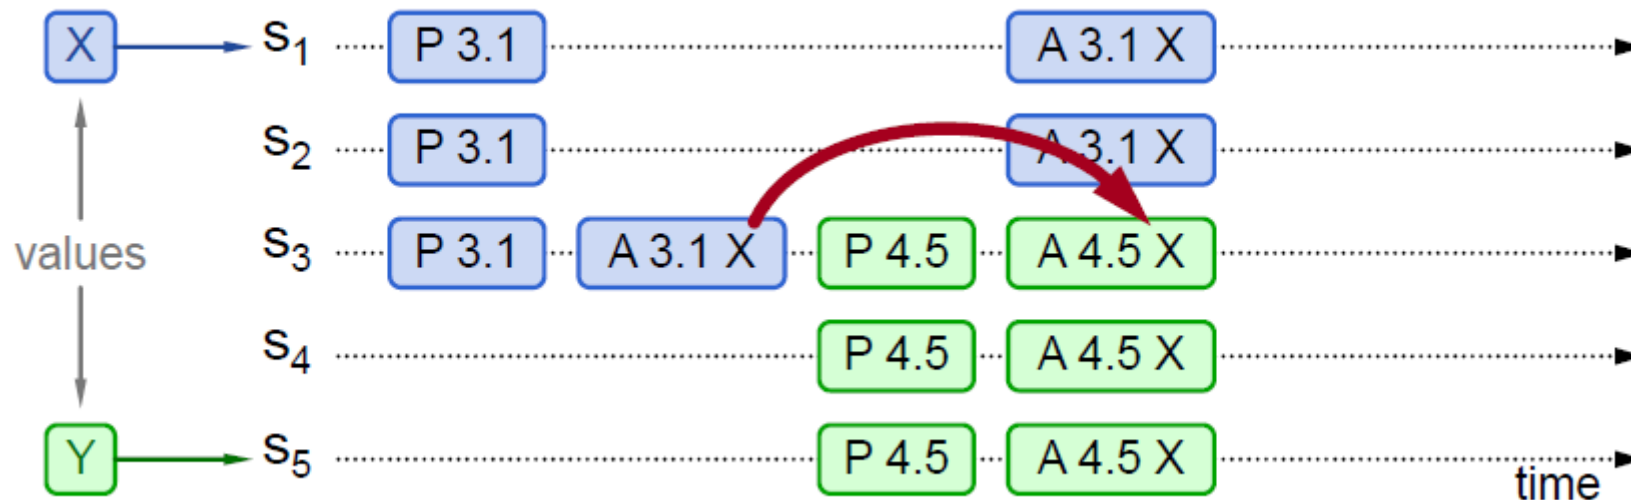 X s1 P 3.1 A 3.1 X
s2 P 3.1 A 3.1 X
values s3 P 3.1 A 3.1 X P 4.5 A 4.5 X
s4 P 4.5 A 4.5 X
Y s5 P 4.5 A 4.5 X
time